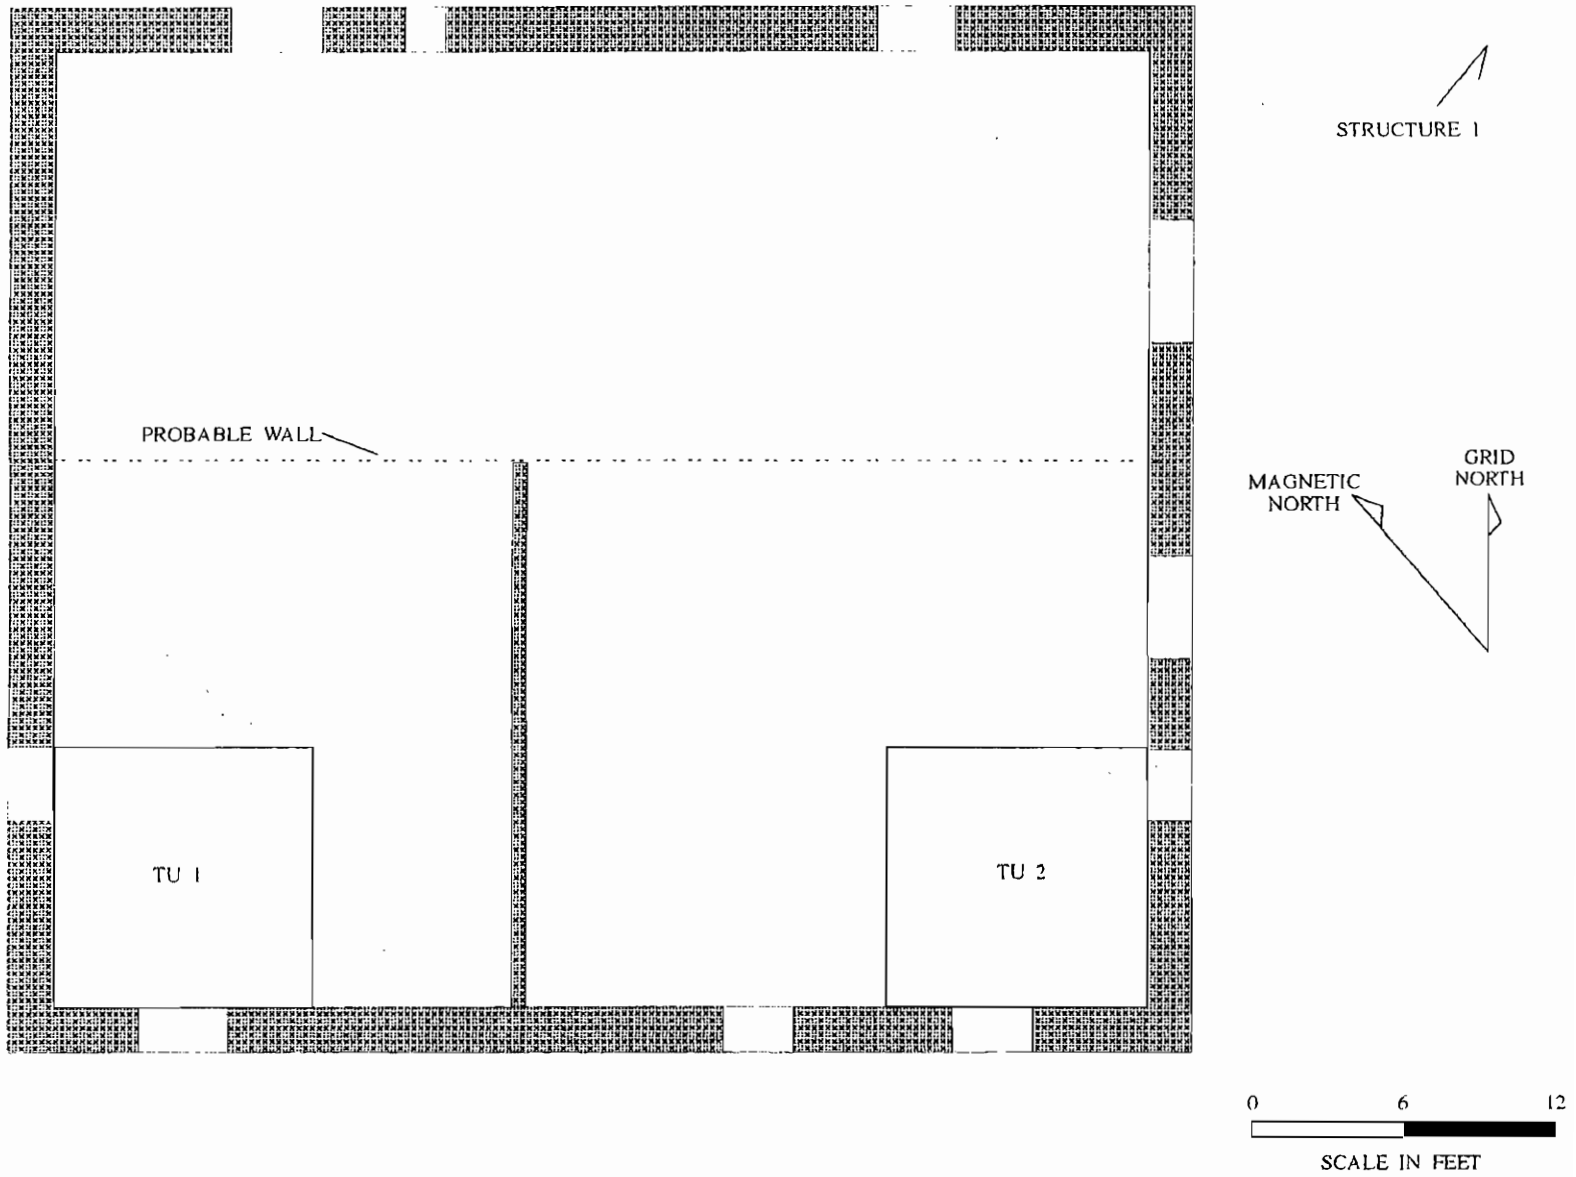 STRUCTURE 1
PROBABLE WALL
GRID
NORTH
MAGNETIC
NORTH
TU 1
TU 2
0 6 12
SCALE IN FEET